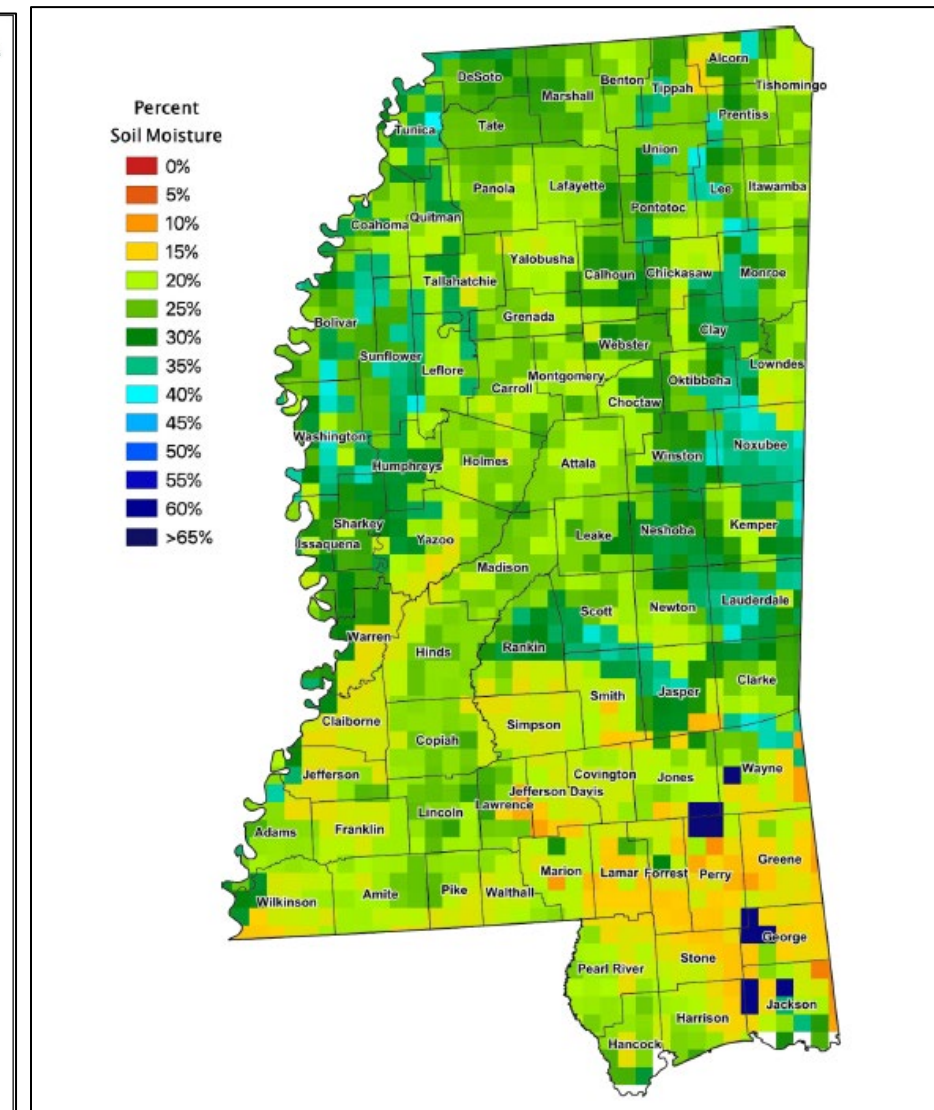 Percent
Soil Moisture
0%
5%
10%
15%
20%
25%
30%
35%
40%
45%
50%
55%
60%
>65%
Alcorn
DeSoto
Benton
Tippah
Tishomingo
Marshall
Prentiss
Tunica
Tate
Union
Panola
Lafayette
Lee
Itawamba
Pontotoc
Coahoma
Quitman
Yalobusha
Tallahatchie
Calhoun
Chickasaw
Monroe
Grenada
Bolivar
Clay
Sunflower
Webster
Leflore
Montgomery
Oktibbeha
Lowndes
Carroll
Choctaw
Washington
Noxubee
Humphreys
Holmes
Attala
Winston
Sharkey
Kemper
Issaquena
Yazoo
Leake
Neshoba
Madison
Lauderdale
Scott
Newton
Warren
Hinds
Rankin
Clarke
Jasper
Smith
Claiborne
Simpson
Copiah
Jefferson
Wayne
Covington
Jones
Jefferson Davis
Lawrence
Lincoln
Adams
Franklin
Greene
Marion
Lamar
Forrest
Perry
Pike
Walthall
Amite
Wilkinson
George
Stone
Pearl River
Jackson
Harrison
Hancock